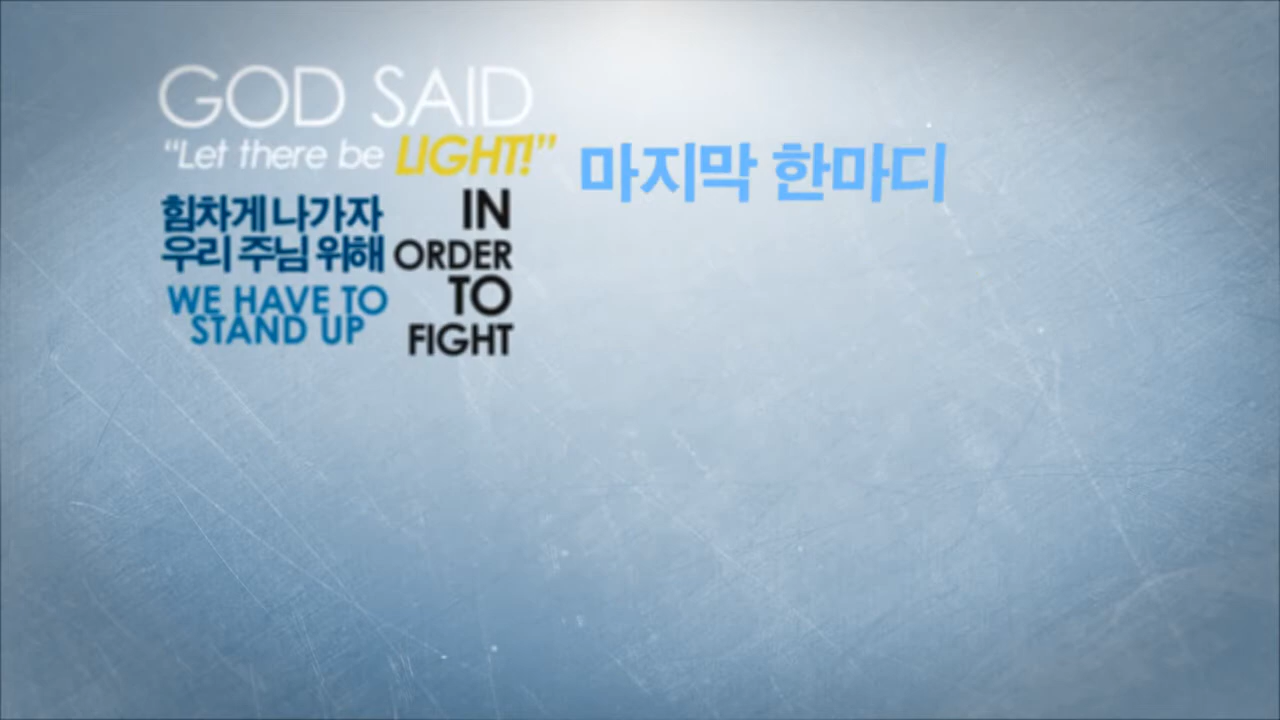 GOD SAID
“Let there be LIGHT!”
힘차게 나가자
우리 주님 위해
WE HAVE TO
STAND UP
IN
ORDER
TO
FIGHT
마지막 한마디